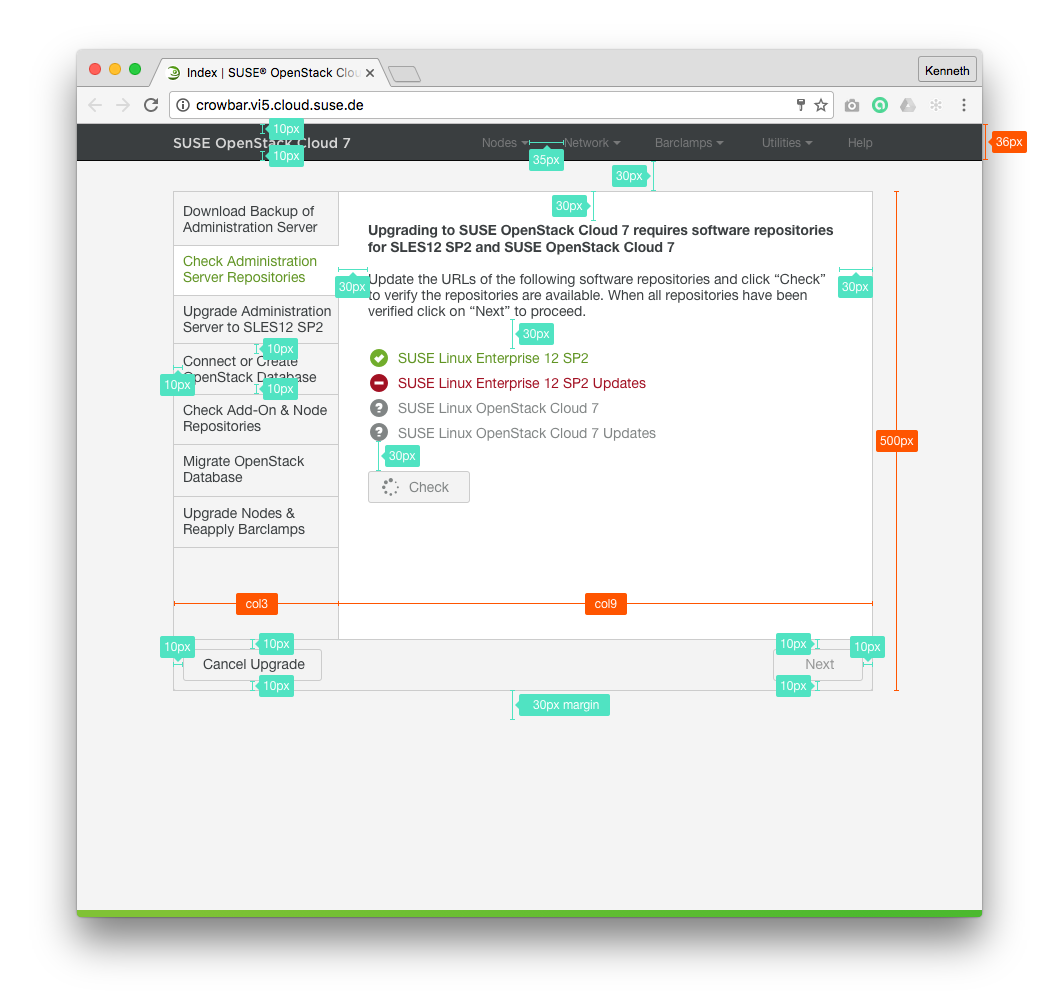 Index | SUSE® OpenStack Clou
Kenneth
crowbar.vi5.cloud.suse.de
10px
SUSE OpenStack Cloud 7
Nodes
Network
Barclamps
Utilities
Help
36px
10px
35px
30px
30px
Download Backup of
Administration Server
Check Administration
Server Repositories
Upgrade Administration
Server to SLES12 SP2
Connect or Create
OpenStack Database
10px
10px
10px
Check Add-On & Node
Repositories
Migrate OpenStack
Database
Upgrade Nodes &
Reapply Barclamps
Upgrading to SUSE OpenStack Cloud 7 requires software repositories
for SLES12 SP2 and SUSE OpenStack Cloud 7
Update the URLs of the following software repositories and click “Check”
to verify the repositories are available. When all repositories have been
verified click on “Next” to proceed.
30px
30px
30px
SUSE Linux Enterprise 12 SP2
SUSE Linux Enterprise 12 SP2 Updates
SUSE Linux OpenStack Cloud 7
SUSE Linux OpenStack Cloud 7 Updates
30px
Check
500px
col3
col9
10px
10px
10px
10px
Cancel Upgrade
Next
10px
10px
30px margin